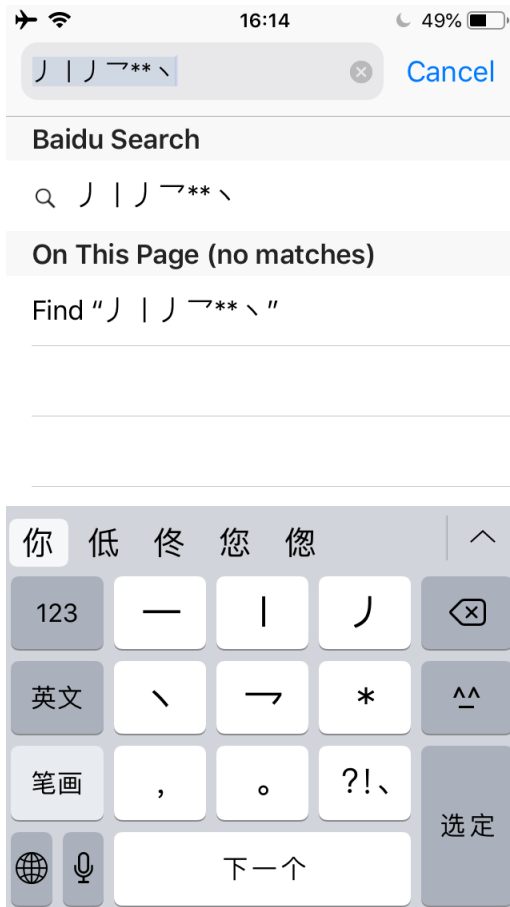 16:14
49%
丿丨丿乛**丶
Cancel
Baidu Search
丿丨丿乛**丶
On This Page (no matches)
Find “丿丨丿乛**丶”
你 低 佟 您 偬
123 一 丨 丿
英文 丶 乛 * ^^
笔画 , 。 ?!、
选定
下一个